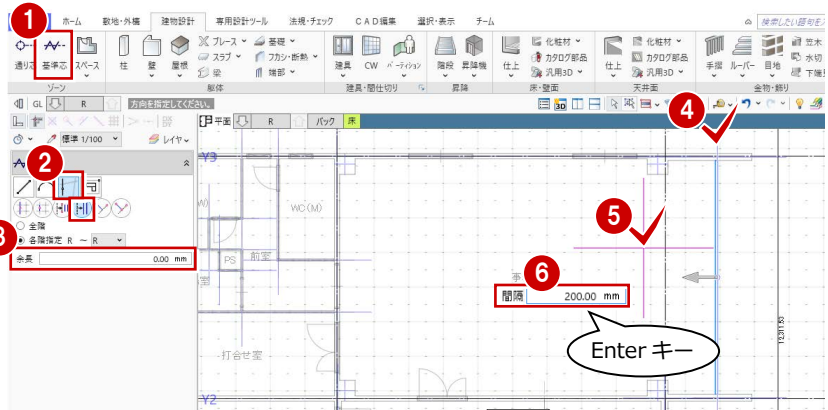 1
ホーム 敷地・外構 建物設計 専用設計ツール 法規・チェック CAD編集 選択・表示 チーム
検索したい語句を入
通り芯 基準芯 スペース 柱 壁 屋根 ブレース 基礎 スラブ フカシ・断熱 梁 端部 建具 CW パーテイション 階段 昇降機 仕上 化粧材 カタログ部品 汎用3D 仕上 化粧材 カタログ部品 汎用3D 手摺 ルーバー 目地 笠木 水切
ゾーン 躯体 建具・間仕切り 昇降 床・壁面 天井面 金物・飾り
GL R 方向を指定してください。
平面 R バック 床
標準 1/100 レイヤ
2
全階
3
各階指定 R ～ R
余長 0.00 mm
4
5
6
Y3
WC(M)
PS 前室
打合せ室
Y2
間隔 200.00 mm
Enter キー
12,311.53